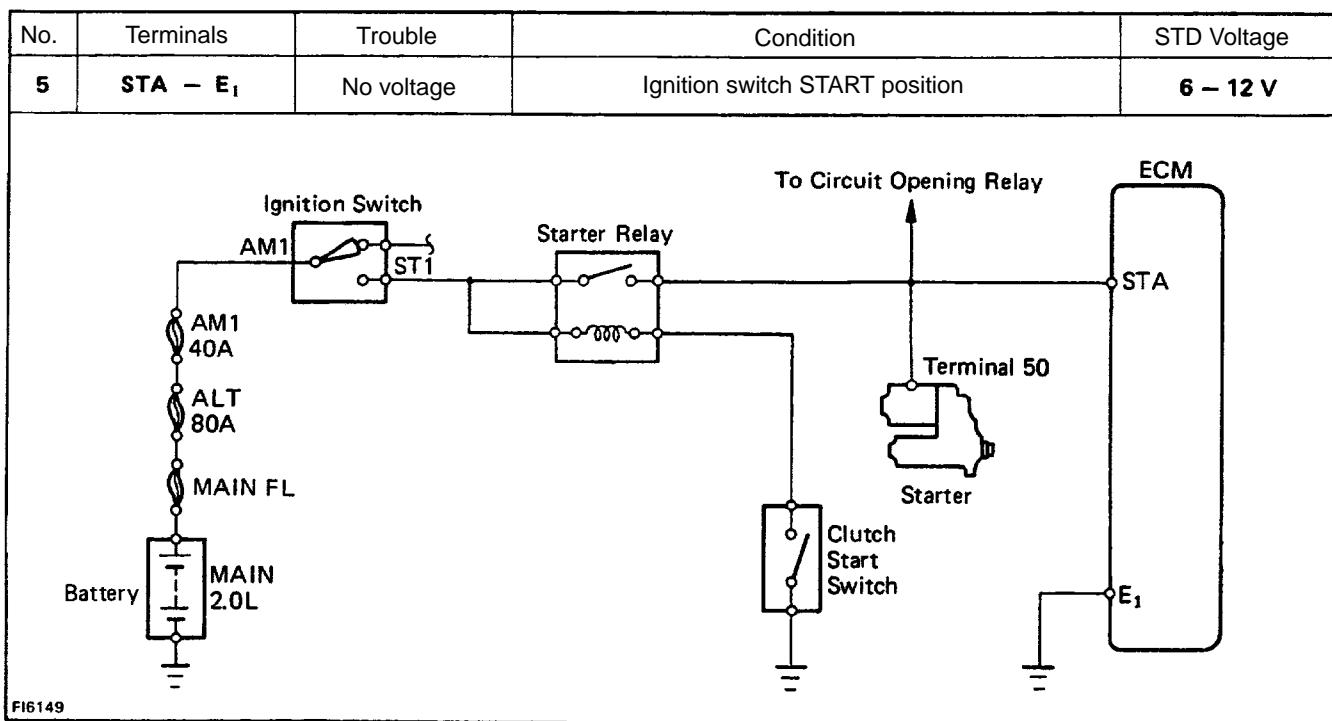 No. Terminals Trouble Condition STD Voltage
5 STA – E₁ No voltage Ignition switch START position 6 – 12 V
ECM
To Circuit Opening Relay
Ignition Switch
Starter Relay
AM1
ST1
STA
AM1
40A
Terminal 50
ALT
80A
MAIN FL
Starter
Clutch
Start
Switch
Battery
MAIN
2.0L
E₁
FI6149